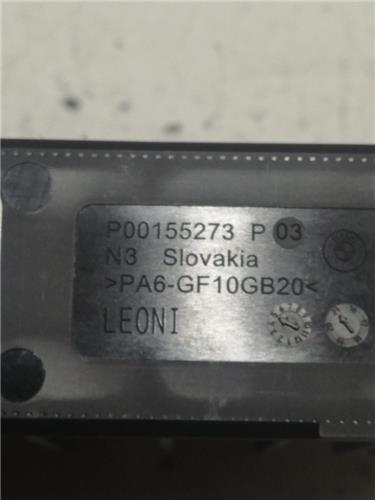 P00155273 P 03
N3 Slovakia
>PA6-GF10GB20<
LEONI